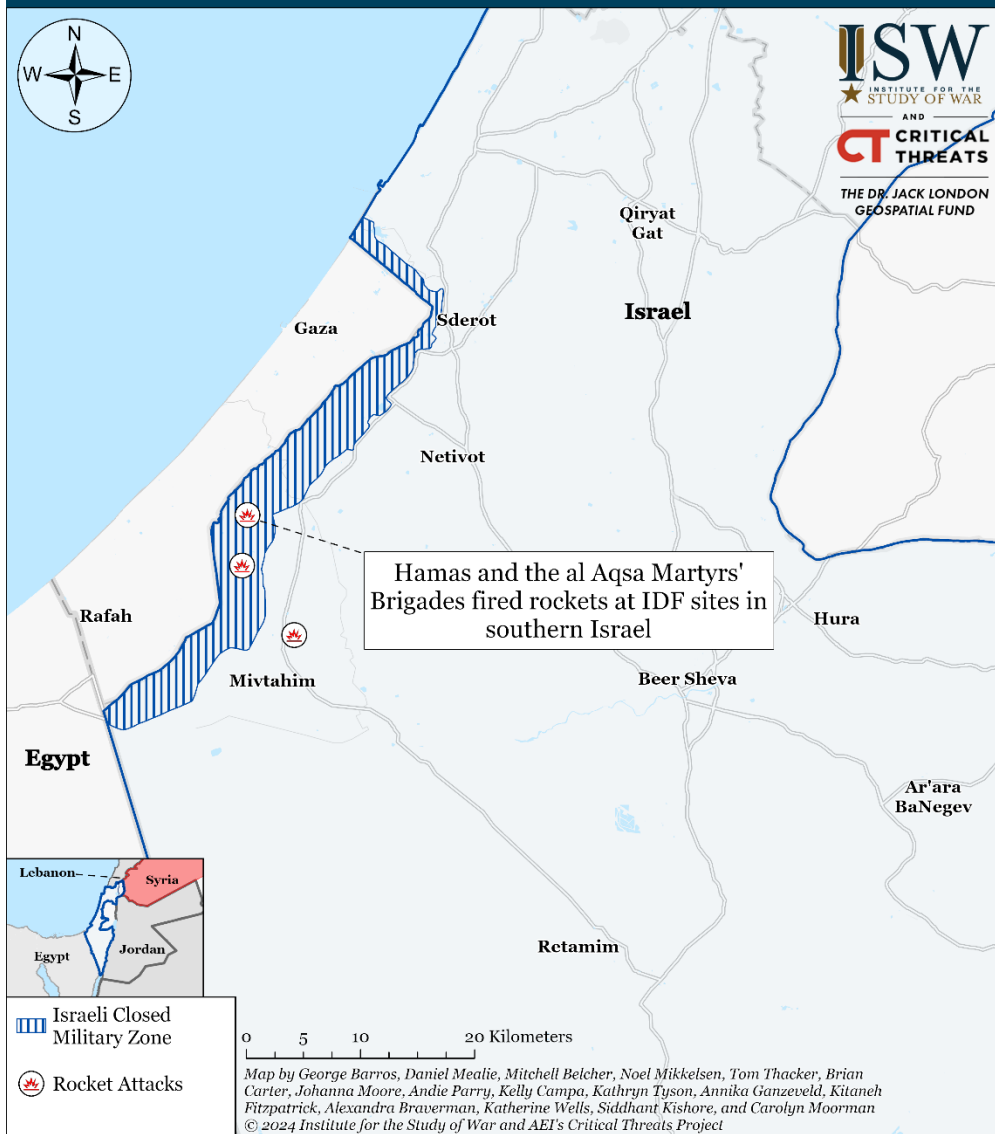 N
W
E
S
ISW
INSTITUTE FOR THE
STUDY OF WAR
AND
CT CRITICAL
THREATS
THE DR. JACK LONDON
GEOSPATIAL FUND
Qiryat
Gat
Israel
Gaza
Sderot
Netivot
Hamas and the al Aqsa Martyrs'
Brigades fired rockets at IDF sites in
southern Israel
Rafah
Hura
Mivtahim
Beer Sheva
Egypt
Ar'ara
BaNegev
Retamim
Lebanon
Syria
Egypt
Jordan
Israeli Closed
Military Zone
Rocket Attacks
0 5 10 20 Kilometers
Map by George Barros, Daniel Mealie, Mitchell Belcher, Noel Mikkelsen, Tom Thacker, Brian
Carter, Johanna Moore, Andie Parry, Kelly Campa, Kathryn Tyson, Annika Ganzeveld, Kitaneh
Fitzpatrick, Alexandra Braverman, Katherine Wells, Siddhant Kishore, and Carolyn Moorman
© 2024 Institute for the Study of War and AEI's Critical Threats Project